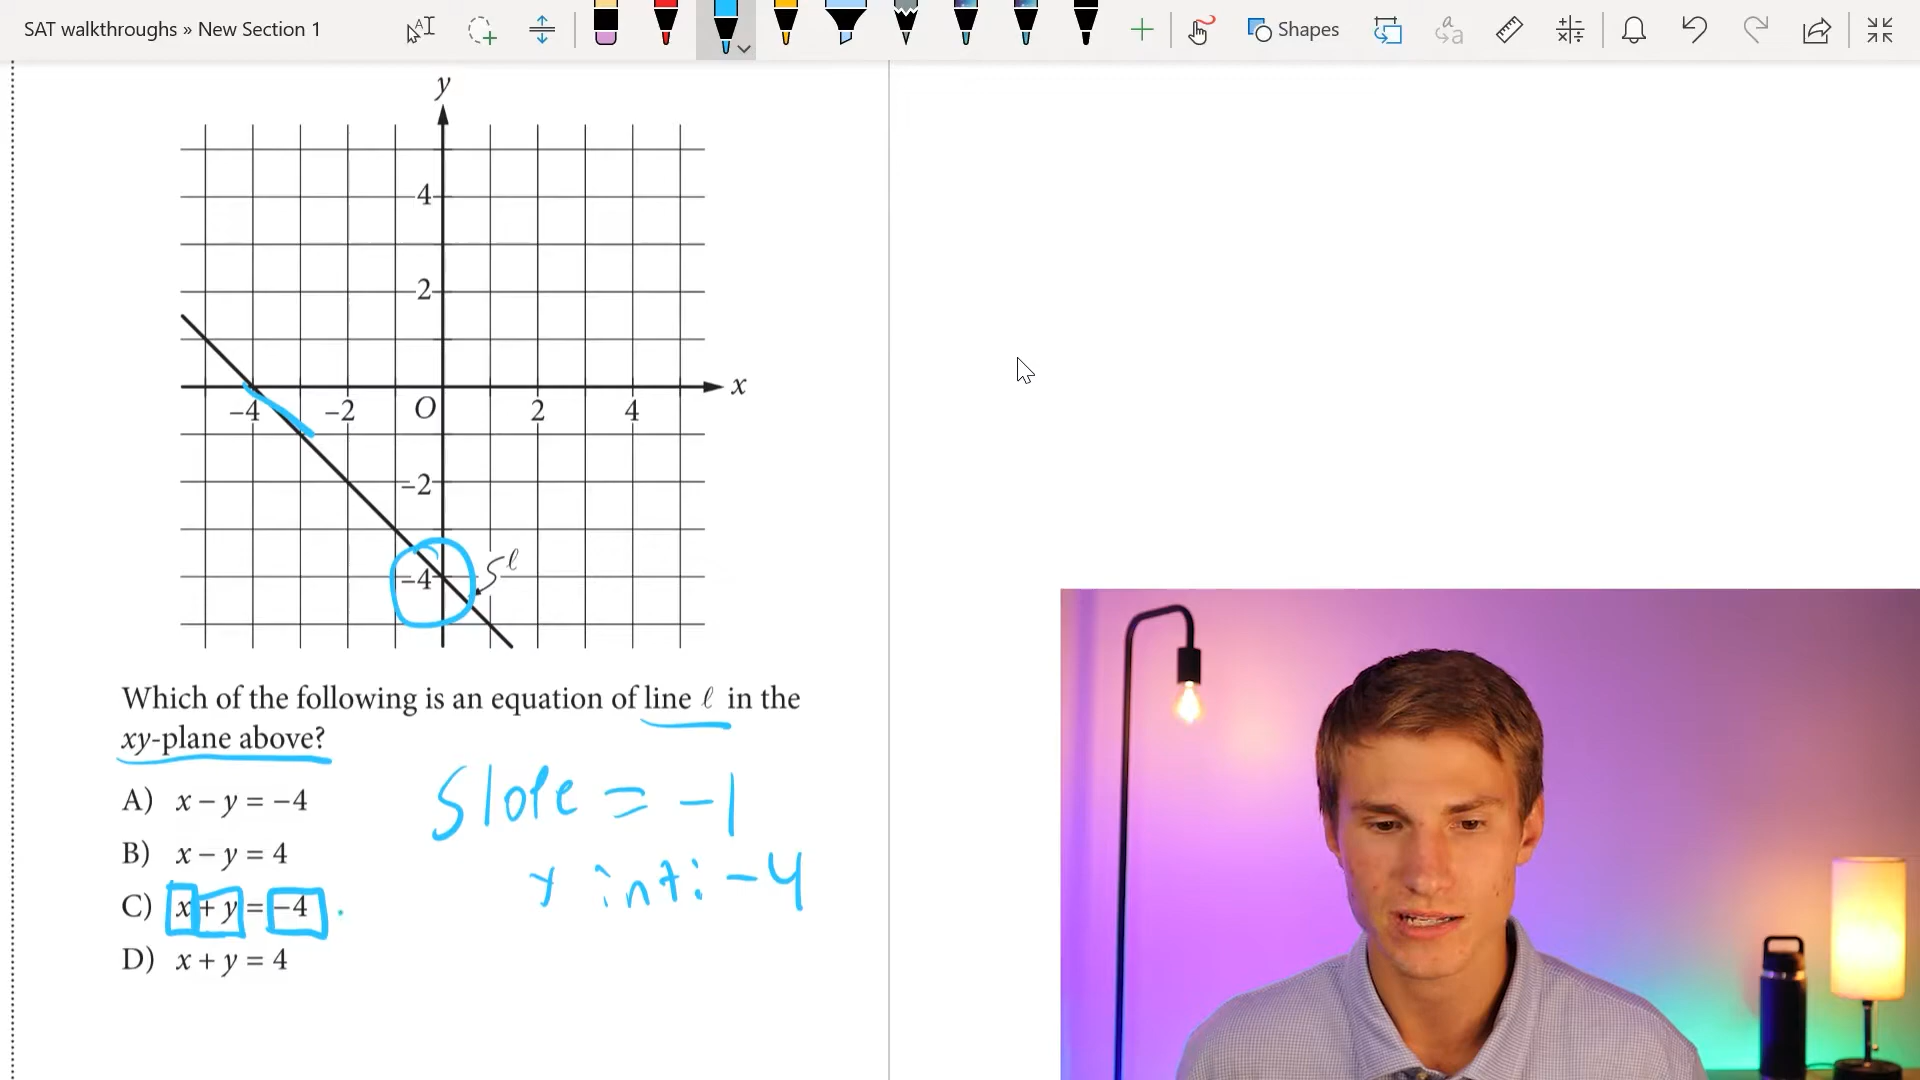 SAT walkthroughs » New Section 1
Shapes
y
4
2
x
−4
−2
O
2
4
−2
−4
ℓ
Which of the following is an equation of line ℓ in the
xy-plane above?
A) x − y = −4
B) x − y = 4
C) x + y = −4
D) x + y = 4
Slope = -1
y int: -4